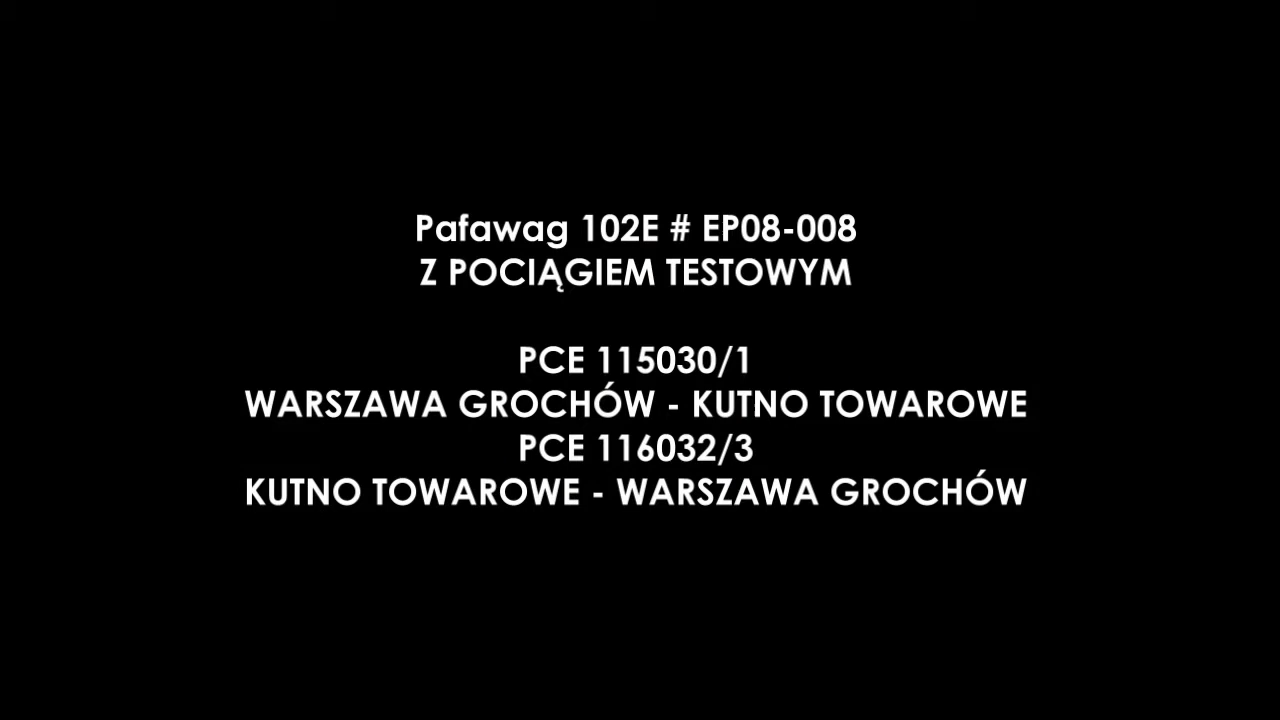 Pafawag 102E # EP08-008
Z POCIĄGIEM TESTOWYM
PCE 115030/1
WARSZAWA GROCHÓW - KUTNO TOWAROWE
PCE 116032/3
KUTNO TOWAROWE - WARSZAWA GROCHÓW